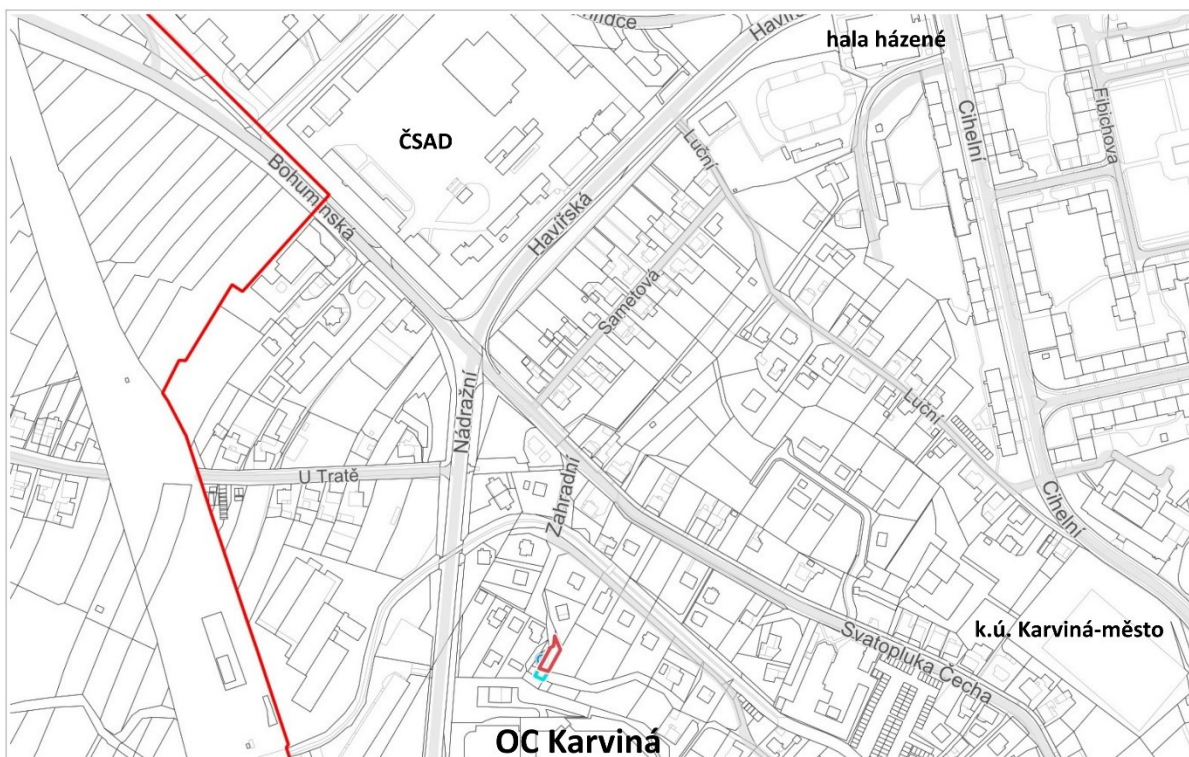 Havířská
hala házené
ČSAD
Cihelní
Fibichova
Luční
Bohumínská
Havířská
Sametová
Nádražní
Luční
U Tratě
Zahradní
Cihelní
Svatopluka Čecha
k.ú. Karviná-město
OC Karviná